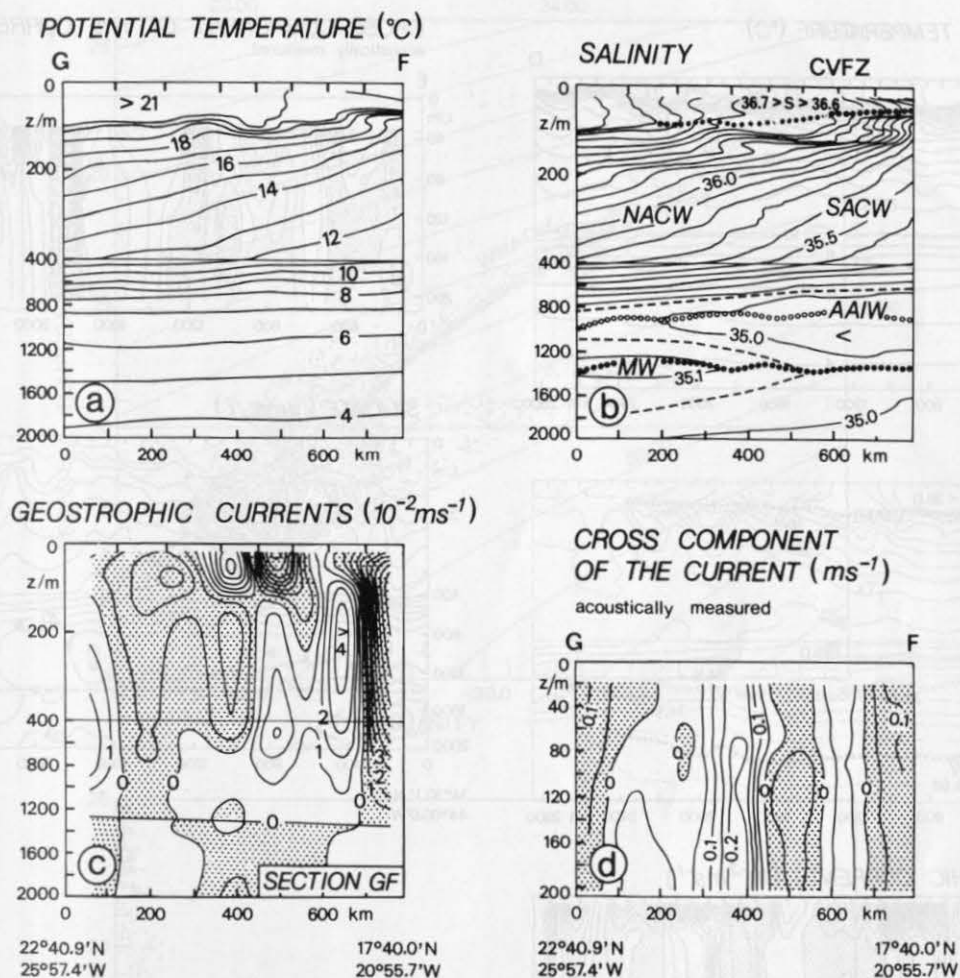 POTENTIAL TEMPERATURE (°C)
G F
0
z/m
200
400
800
1200
1600
2000
> 21
18
16
14
12
10
8
6
4
a
0 200 400 600 km
SALINITY
CVFZ
0
z/m
200
400
800
1200
1600
2000
36.7 > S > 36.6
36.0
NACW
SACW
35.5
AAIW
35.0 <
MW
35.1
35.0
b
0 200 400 600 km
GEOSTROPHIC CURRENTS (10⁻²ms⁻¹)
0
z/m
200
400
800
1200
1600
2000
> 4
2
1
1
0 0
0
0
c
SECTION GF
0 200 400 600 km
22°40.9'N 17°40.0'N
25°57.4'W 20°55.7'W
CROSS COMPONENT
OF THE CURRENT (ms⁻¹)
acoustically measured
G F
0
z/m
40
80
120
160
200
0.1
0.1
0.1
0
0
0
0
0
0.1
0.2
d
0 200 400 600 km
22°40.9'N 17°40.0'N
25°57.4'W 20°55.7'W